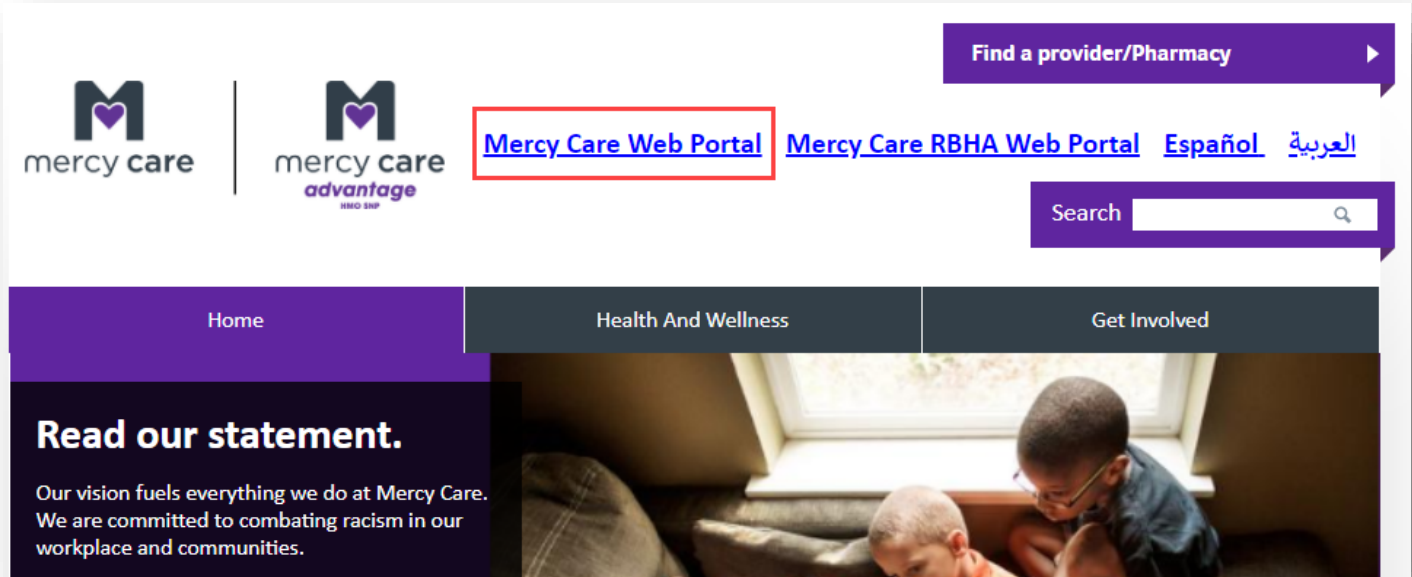 Find a provider/Pharmacy
mercy care
mercy care
advantage
HMO SNP
Mercy Care Web Portal Mercy Care RBHA Web Portal Español العربية
Search
Home Health And Wellness Get Involved
Read our statement.
Our vision fuels everything we do at Mercy Care.
We are committed to combating racism in our
workplace and communities.